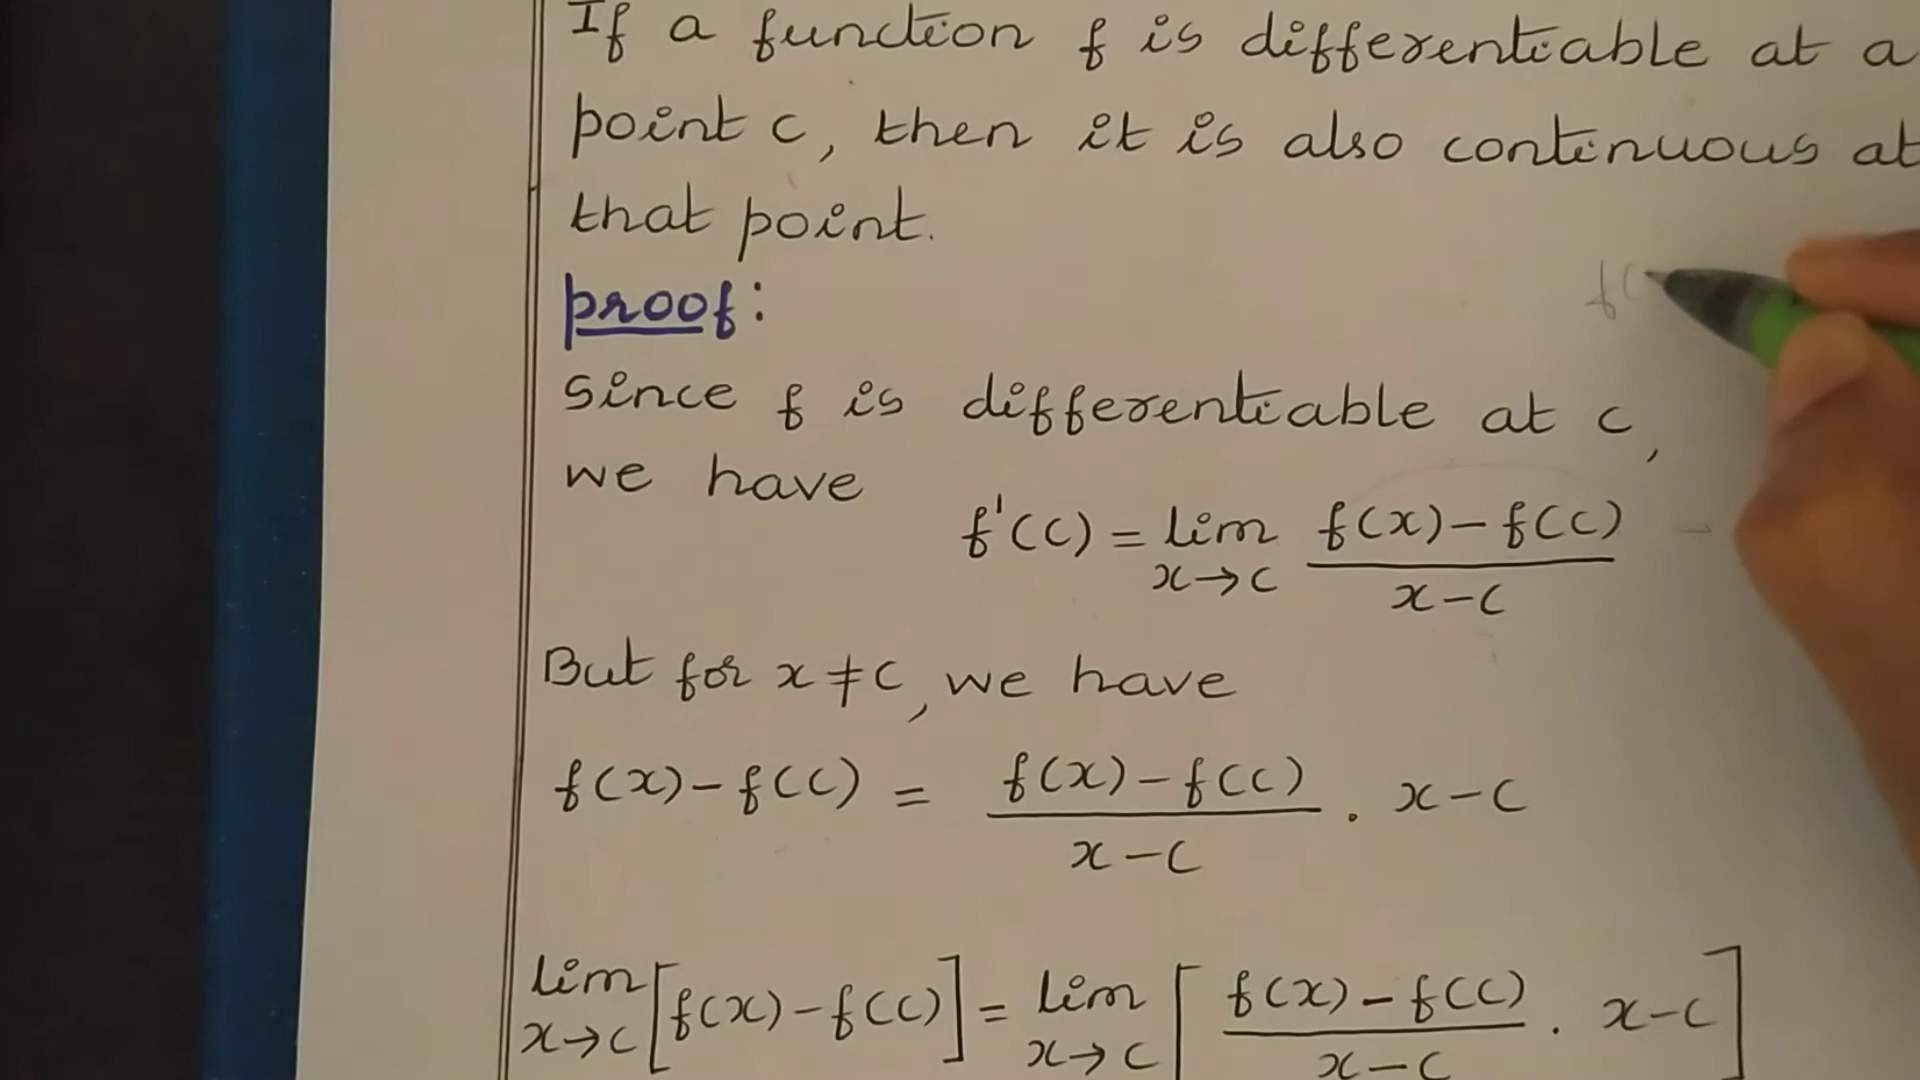 If a function f is differentiable at a
point c, then it is also continuous at
that point.
f(
proof:
since f is differentiable at c,
we have
f'(c) = lim x→c f(x)-f(c) / x-c
But for x≠c, we have
f(x)-f(c) = f(x)-f(c) / x-c . x-c
lim x→c [f(x)-f(c)] = lim x→c [f(x)-f(c) / x-c . x-c]